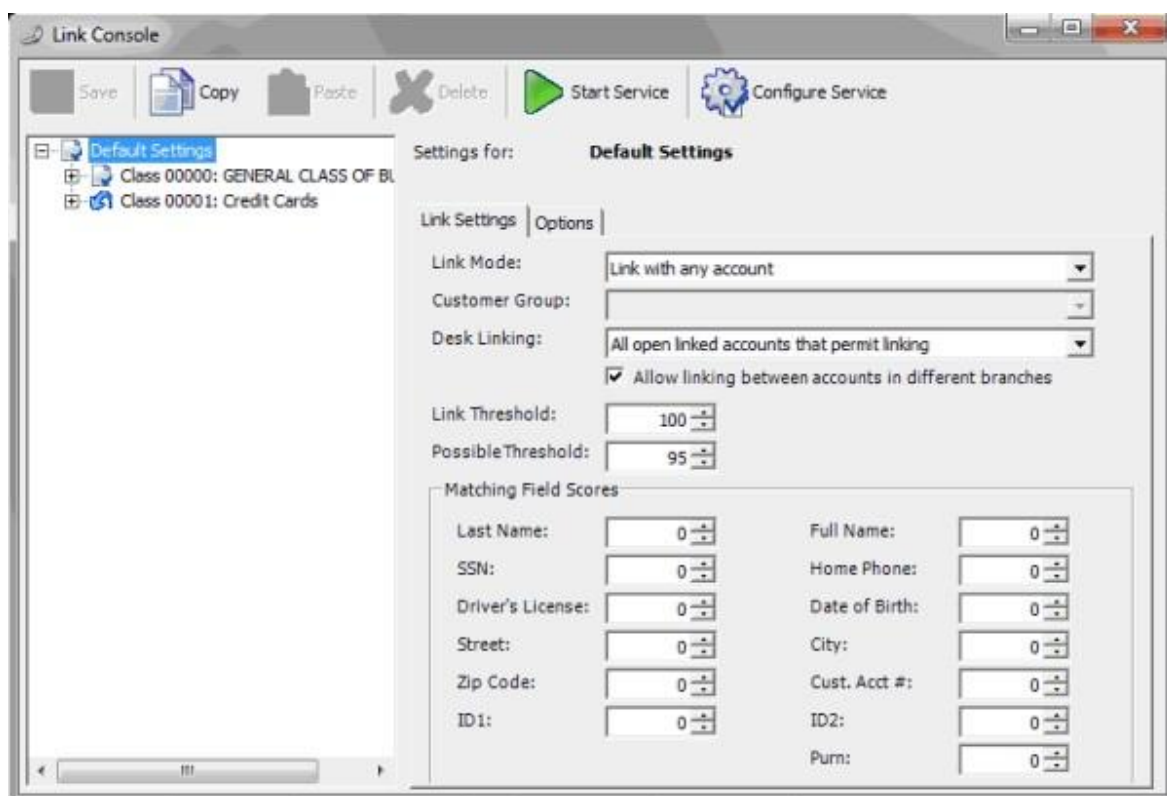 Link Console
Save Copy Paste Delete Start Service Configure Service
Default Settings
Class 00000: GENERAL CLASS OF BU
Class 00001: Credit Cards
Settings for: Default Settings
Link Settings Options
Link Mode: Link with any account
Customer Group:
Desk Linking: All open linked accounts that permit linking
Allow linking between accounts in different branches
Link Threshold: 100
PossibleThreshold: 95
Matching Field Scores
Last Name: 0 Full Name: 0
SSN: 0 Home Phone: 0
Driver's License: 0 Date of Birth: 0
Street: 0 City: 0
Zip Code: 0 Cust. Acct #: 0
ID1: 0 ID2: 0
Purn: 0